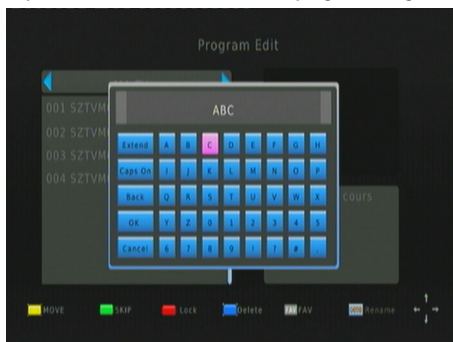 Program Edit
001 SZTVM
002 SZTVM
003 SZTVM
004 SZTVM
ABC
Extend A B C D E F G H
Caps On I J K L M N O P
Back Q R S T U V W X
OK Y Z 0 1 2 3 4 5
Cancel 6 7 8 9 ! ? # .
cours
MOVE SKIP Lock Delete FAV FAV Rename